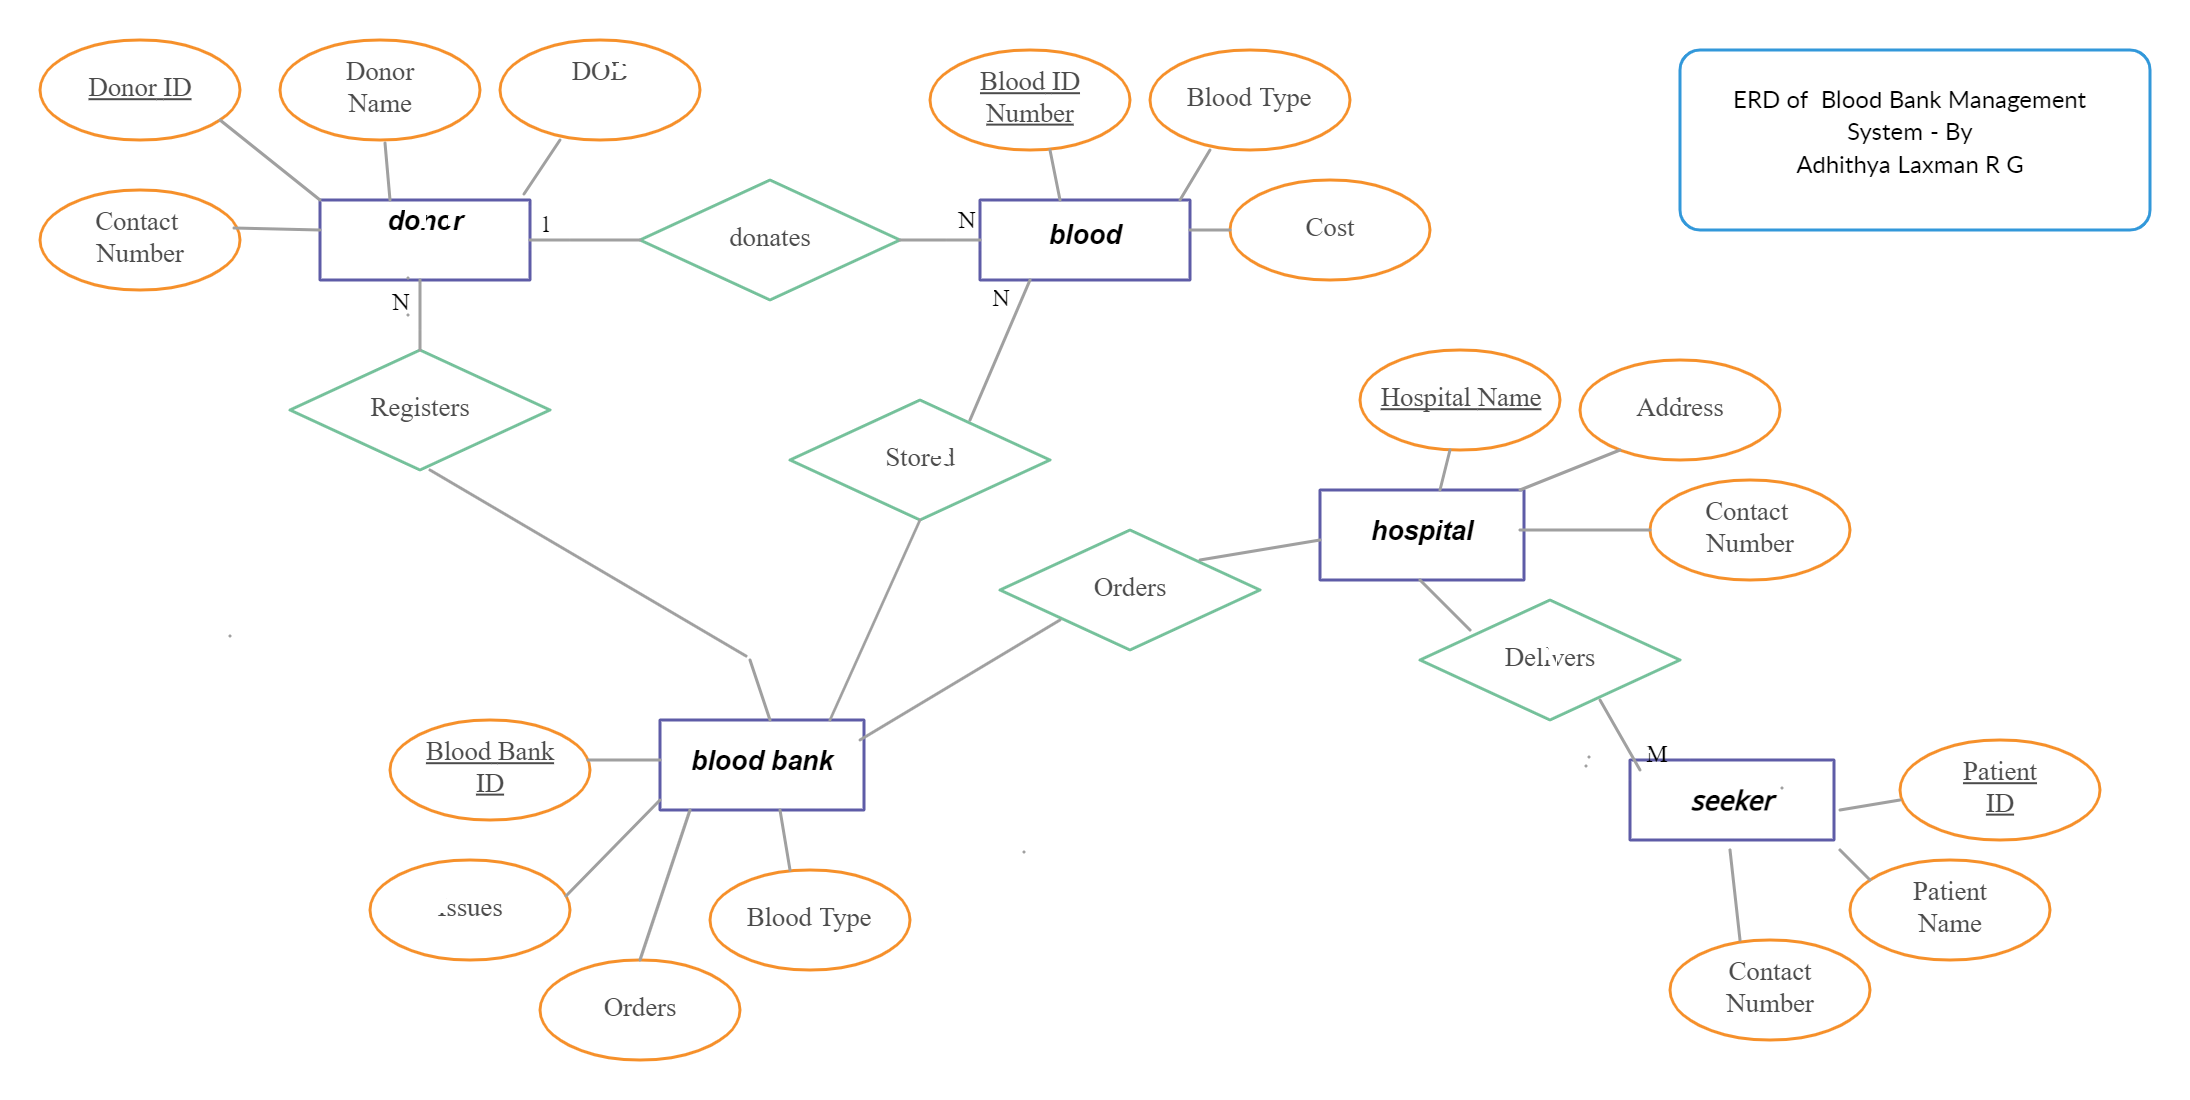 Donor ID
Donor
Name
DOB
Contact
Number
donor
1
donates
N
blood
Blood ID
Number
Blood Type
Cost
ERD of Blood Bank Management
System - By
Adhithya Laxman R G
N
Registers
N
Stored
Hospital Name
Address
Contact
Number
hospital
Orders
Delivers
M
seeker
Patient
ID
Patient
Name
Contact
Number
blood bank
Blood Bank
ID
Issues
Orders
Blood Type